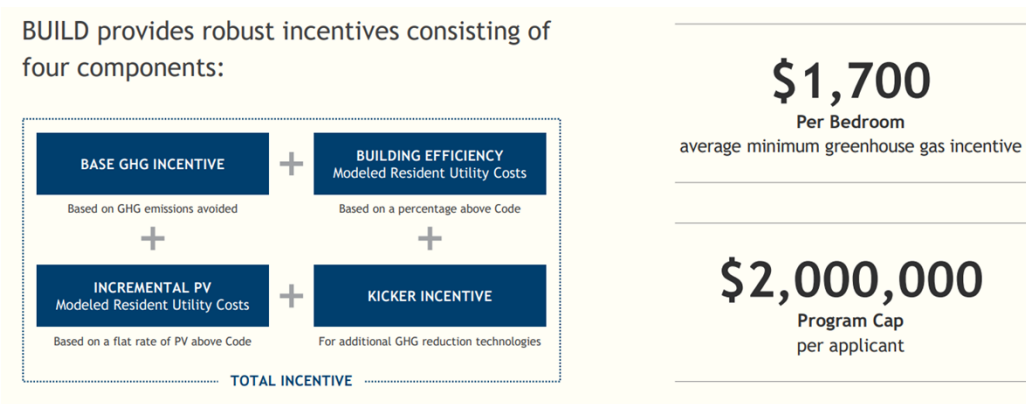 BUILD provides robust incentives consisting of
four components:
BASE GHG INCENTIVE
+
BUILDING EFFICIENCY
Modeled Resident Utility Costs
Based on GHG emissions avoided
Based on a percentage above Code
+
+
INCREMENTAL PV
Modeled Resident Utility Costs
+
KICKER INCENTIVE
Based on a flat rate of PV above Code
For additional GHG reduction technologies
TOTAL INCENTIVE
$1,700
Per Bedroom
average minimum greenhouse gas incentive
$2,000,000
Program Cap
per applicant